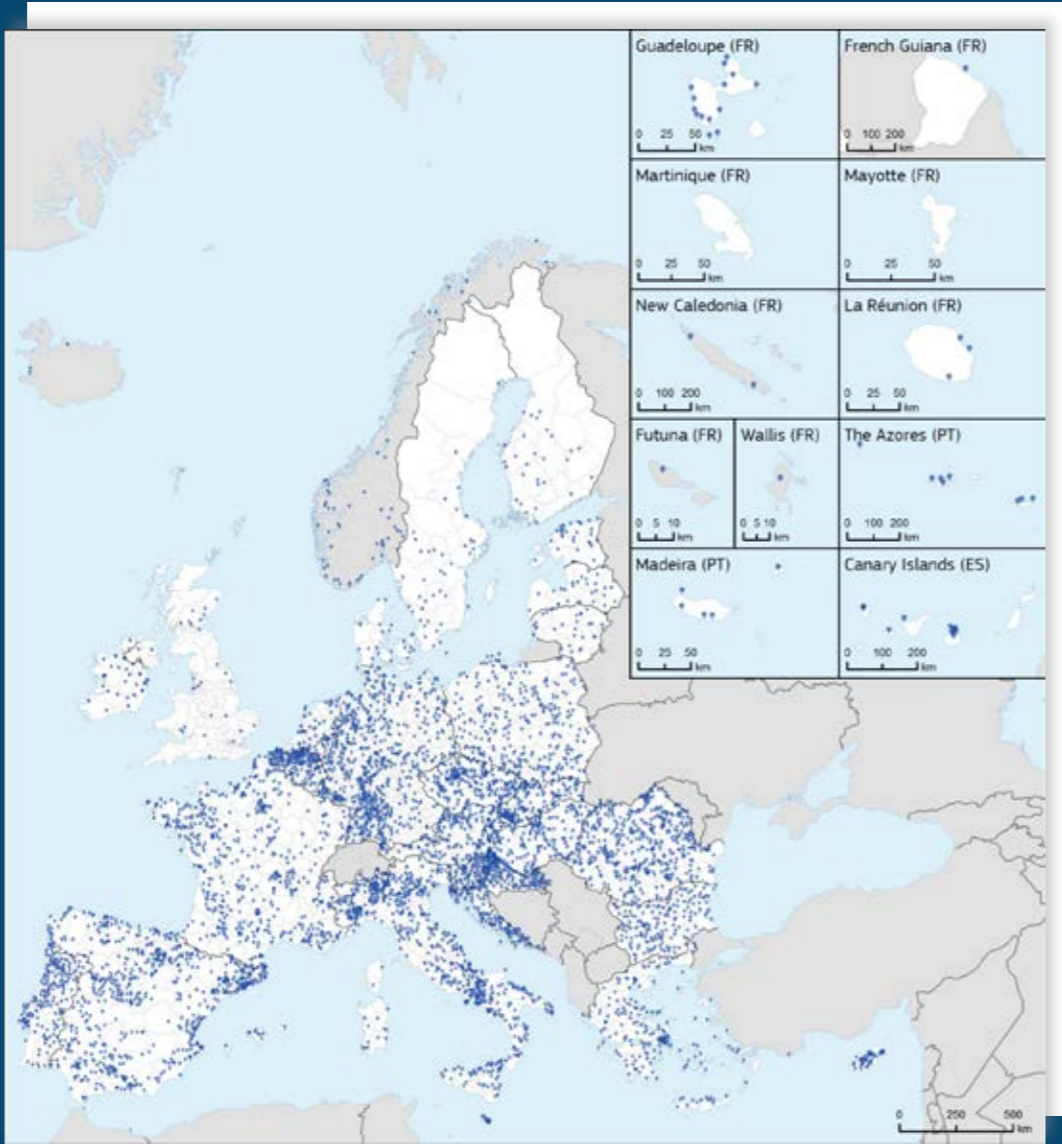 Guadeloupe (FR)
0 25 50
km
French Guiana (FR)
0 100 200
km
Martinique (FR)
0 25 50
km
Mayotte (FR)
0 25 50
km
New Caledonia (FR)
0 100 200
km
La Réunion (FR)
0 25 50
km
Futuna (FR)
0 5 10
km
Wallis (FR)
0 5 10
km
The Azores (PT)
0 100 200
km
Madeira (PT)
0 25 50
km
Canary Islands (ES)
0 100 200
km
0 250 500
km